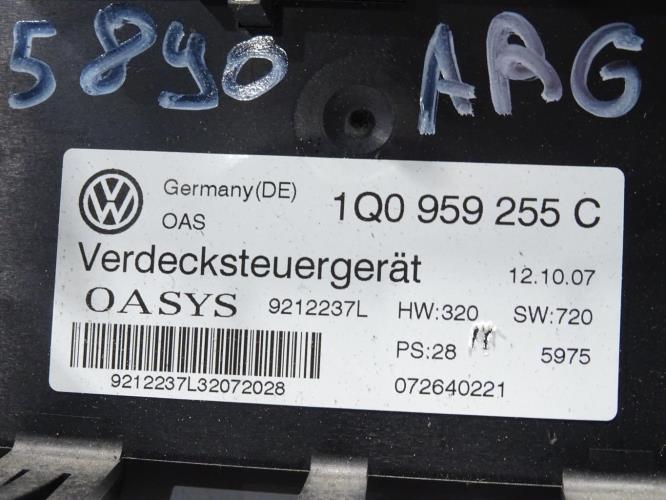 5890 ARG
Germany(DE)
OAS
1Q0 959 255 C
Verdecksteuergerät
12.10.07
OASYS 9212237L HW:320 SW:720
PS:28 5975
9212237L32072028 072640221